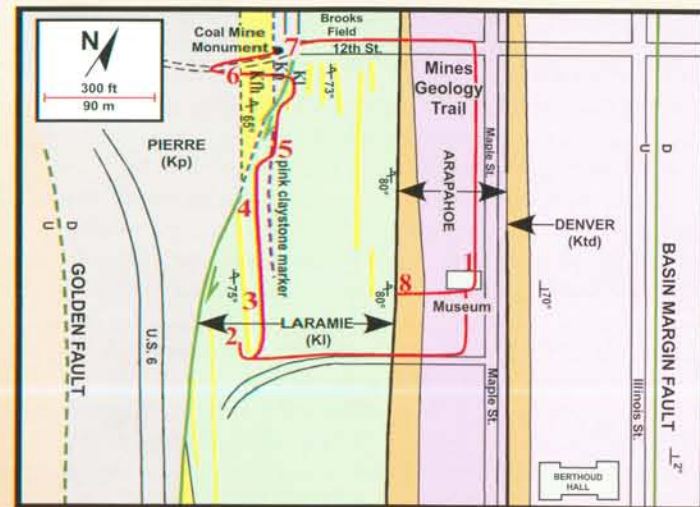 N
300 ft
90 m
Coal Mine
Monument
Brooks
Field
12th St.
7
6
Kfh
Kp
Kl
65°
73°
Mines
Geology
Trail
Maple St.
PIERRE
(Kp)
5
pink claystone marker
4
80°
ARAPAHOE
DENVER
(Ktd)
U
D
D
U
GOLDEN FAULT
U.S. 6
75°
3
2
LARAMIE
(Kl)
80°
8
1
Museum
70°
Maple St.
Illinois St.
BASIN MARGIN FAULT
2°
BERTHOUD
HALL